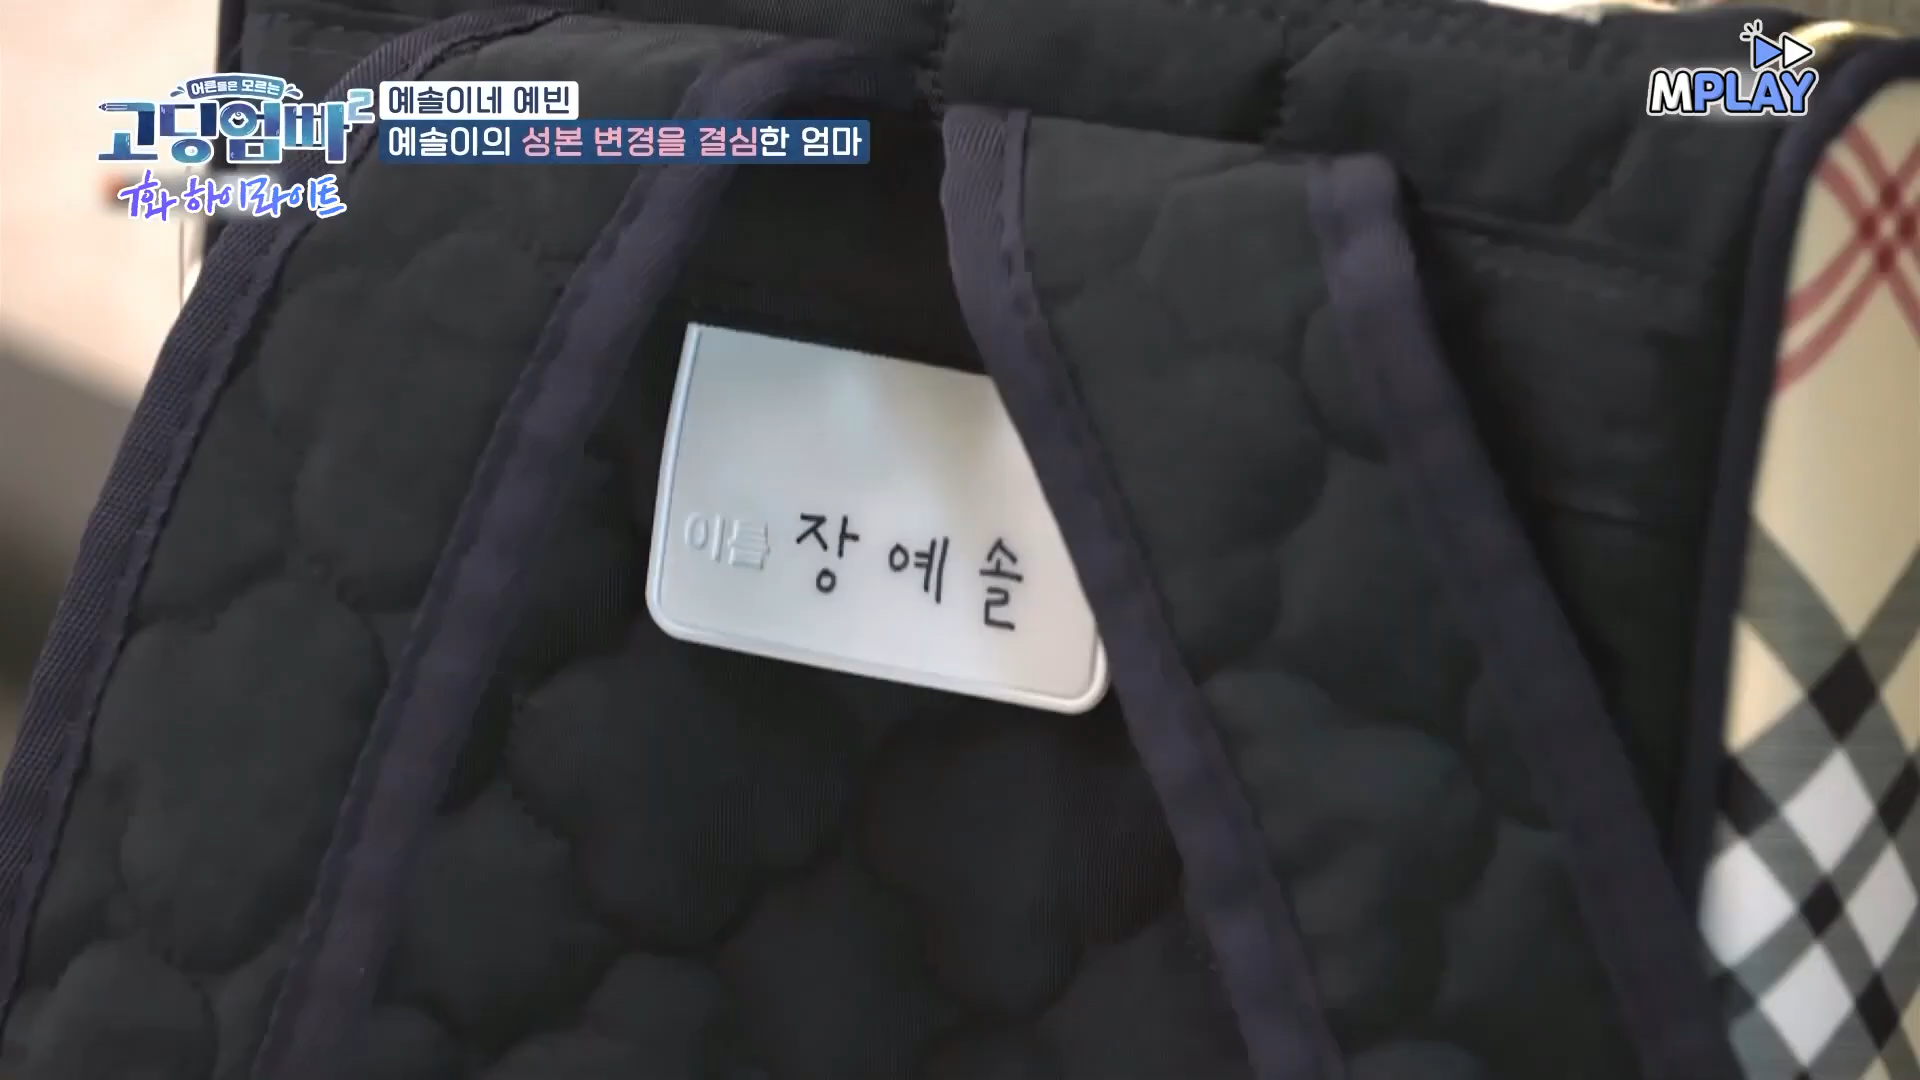 어른들은 모르는
고딩엄빠2
7화 하이라이트
예솔이네 예빈
예솔이의 성본 변경을 결심한 엄마
MPLAY
이름 장예솔